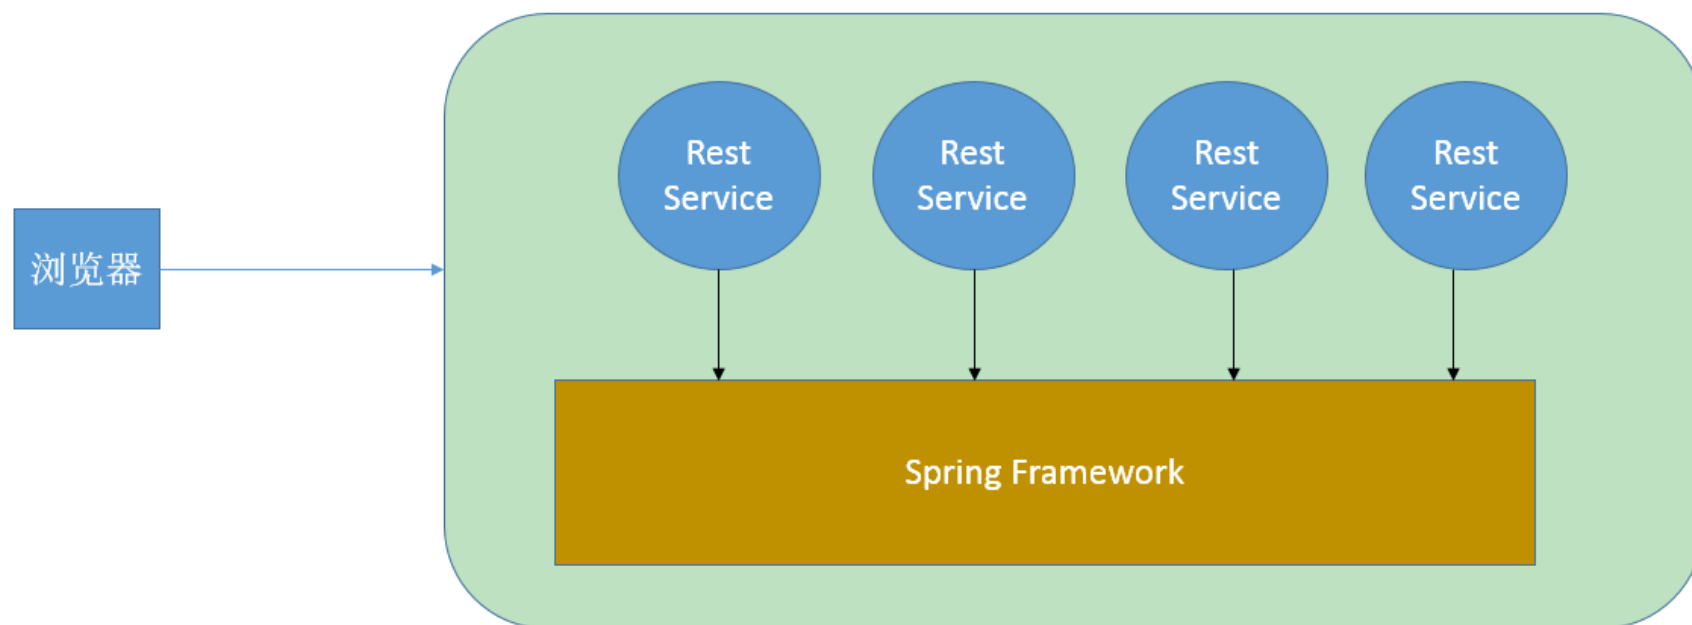 Rest
Service
Rest
Service
Rest
Service
Rest
Service
浏览器
Spring Framework